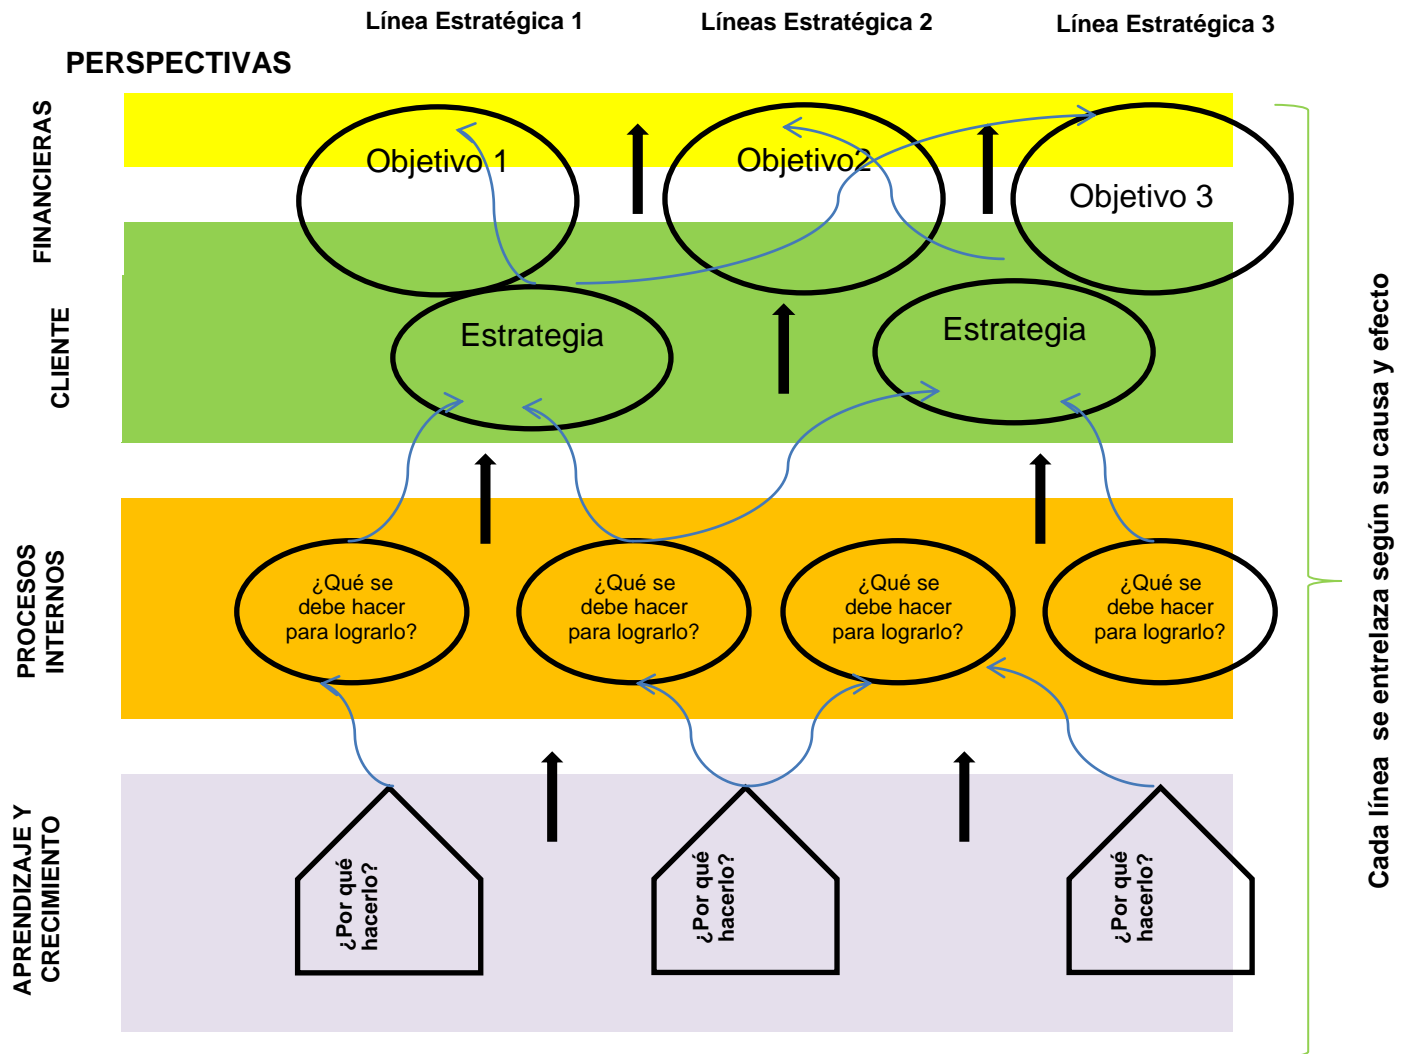 Línea Estratégica 1
Líneas Estratégica 2
Línea Estratégica 3
PERSPECTIVAS
FINANCIERAS
Objetivo 1
Objetivo2
Objetivo 3
CLIENTE
Estrategia
Estrategia
PROCESOS
INTERNOS
¿Qué se
debe hacer
para lograrlo?
¿Qué se
debe hacer
para lograrlo?
¿Qué se
debe hacer
para lograrlo?
¿Qué se
debe hacer
para lograrlo?
APRENDIZAJE Y
CRECIMIENTO
¿Por qué
hacerlo?
¿Por qué
hacerlo?
¿Por qué
hacerlo?
Cada línea se entrelaza según su causa y efecto